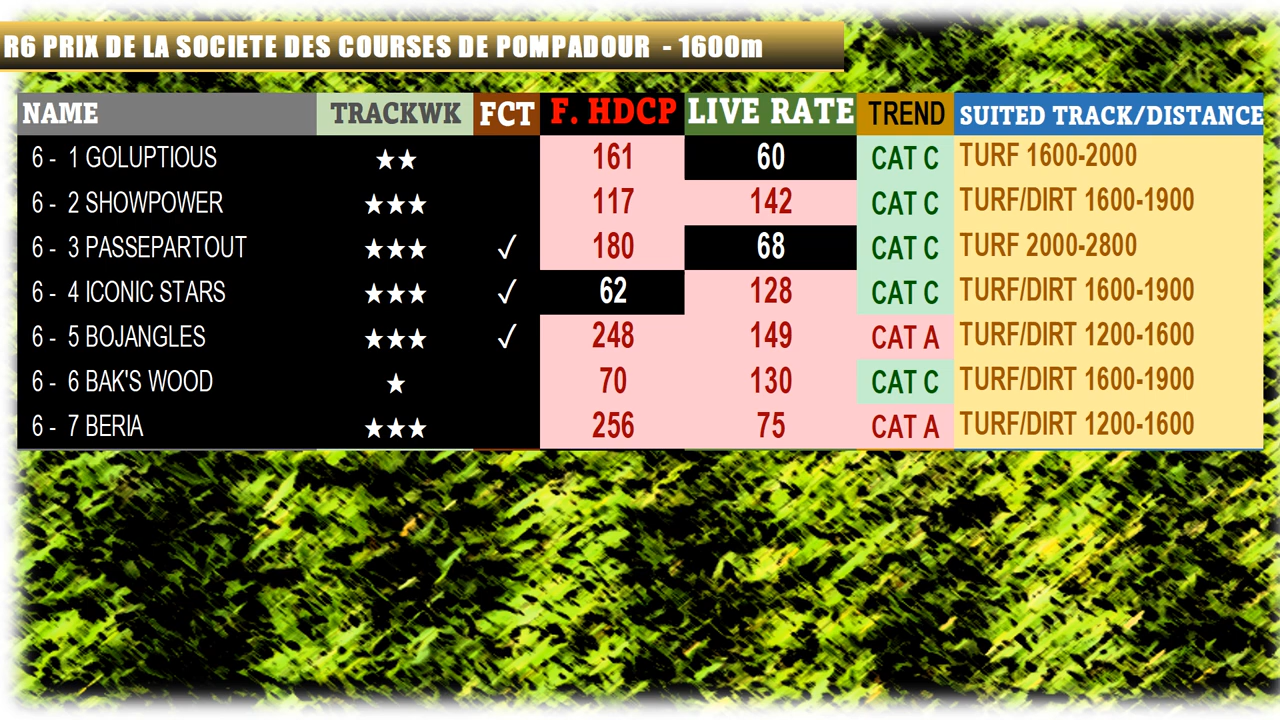 R6 PRIX DE LA SOCIETE DES COURSES DE POMPADOUR - 1600m
NAME TRACKWK FCT F. HDCP LIVE RATE TREND SUITED TRACK/DISTANCE
6 - 1 GOLUPTIOUS ★★ 161 60 CAT C TURF 1600-2000
6 - 2 SHOWPOWER ★★★ 117 142 CAT C TURF/DIRT 1600-1900
6 - 3 PASSEPARTOUT ★★★ √ 180 68 CAT C TURF 2000-2800
6 - 4 ICONIC STARS ★★★ √ 62 128 CAT C TURF/DIRT 1600-1900
6 - 5 BOJANGLES ★★★ √ 248 149 CAT A TURF/DIRT 1200-1600
6 - 6 BAK'S WOOD ★ 70 130 CAT C TURF/DIRT 1600-1900
6 - 7 BERIA ★★★ 256 75 CAT A TURF/DIRT 1200-1600